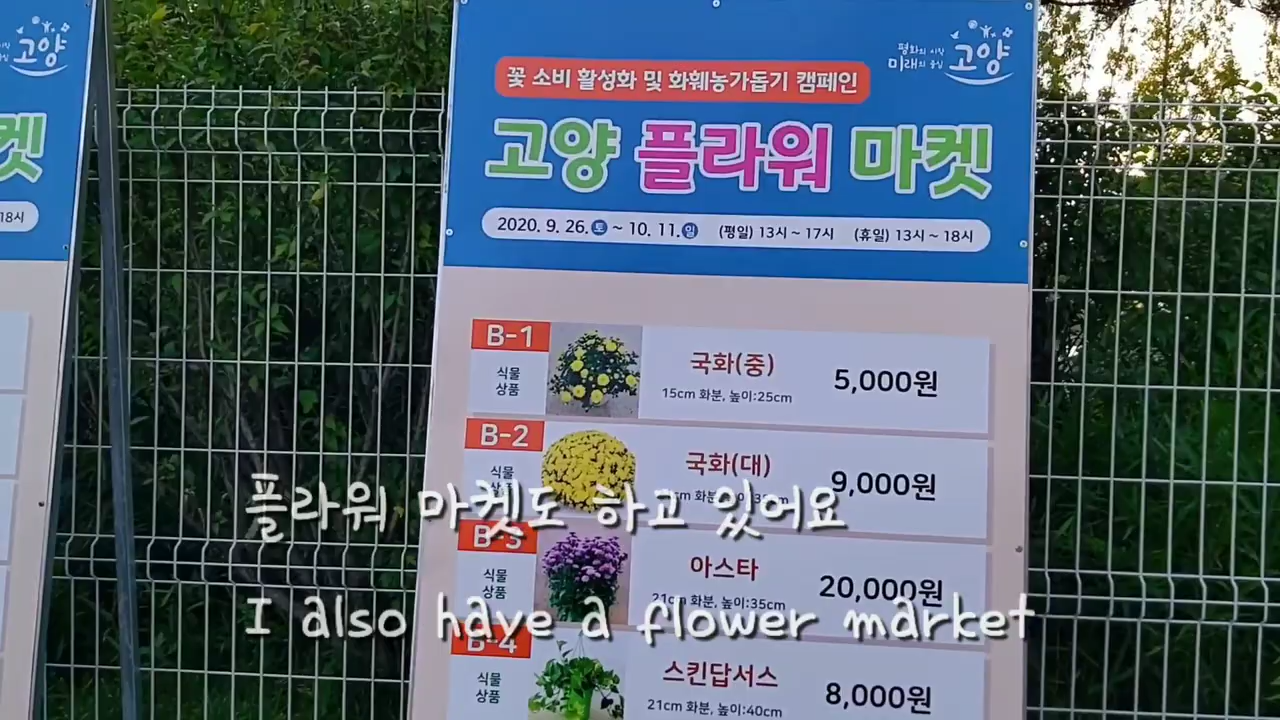 고양
켓
18시
평화의 시작
미래의 중심 고양
꽃 소비 활성화 및 화훼농가돕기 캠페인
고양 플라워 마켓
2020. 9. 26.토 ~ 10. 11.일 (평일) 13시 ~ 17시 (휴일) 13시 ~ 18시
B-1
식물
상품
국화(중)
15cm 화분, 높이:25cm
5,000원
B-2
식물
국화(대)
9,000원
플라워 마켓도 하고 있어요
B-3
식물
상품
아스타
21cm 화분, 높이:35cm
20,000원
I also have a flower market
B-4
식물
상품
스킨답서스
21cm 화분, 높이:40cm
8,000원